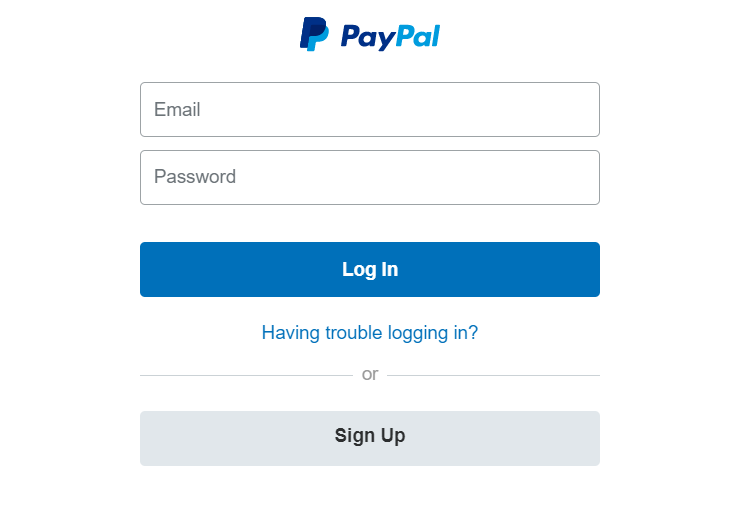 PayPal
Email
Password
Log In
Having trouble logging in?
or
Sign Up